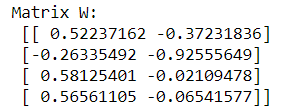 Matrix W:
[[ 0.52237162 -0.37231836]
[-0.26335492 -0.92555649]
[ 0.58125401 -0.02109478]
[ 0.56561105 -0.06541577]]